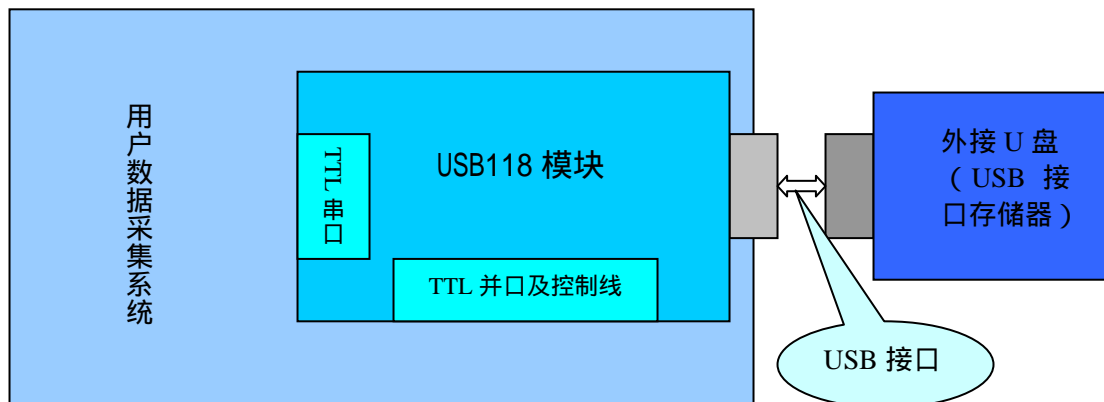 用户数据采集系统
TTL 串口
USB118 模块
TTL 并口及控制线
外接 U 盘
（USB 接
口存储器）
USB 接口